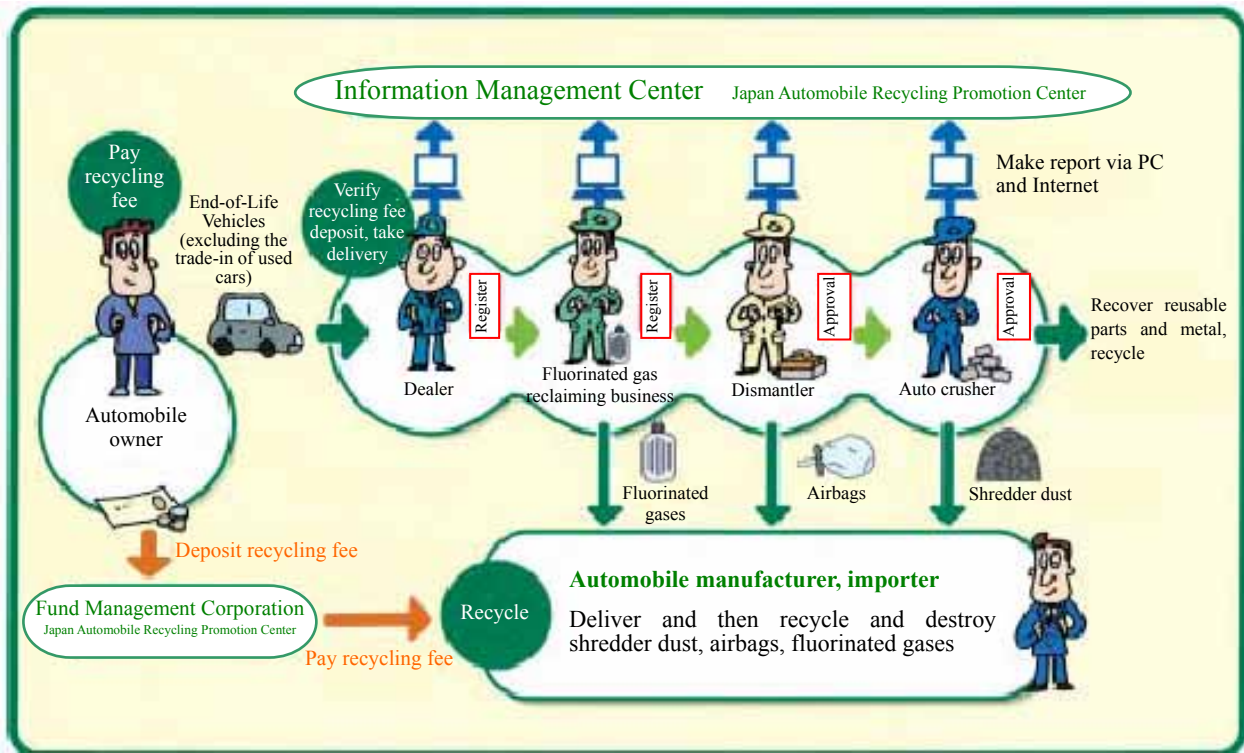 Information Management Center Japan Automobile Recycling Promotion Center
Pay
recycling
fee
End-of-Life
Vehicles
(excluding the
trade-in of used
cars)
Verify
recycling fee
deposit, take
delivery
Make report via PC
and Internet
Register
Register
Approval
Approval
Recover reusable
parts and metal,
recycle
Dealer
Fluorinated gas
reclaiming business
Dismantler
Auto crusher
Automobile
owner
Fluorinated
gases
Airbags
Shredder dust
Deposit recycling fee
Fund Management Corporation
Japan Automobile Recycling Promotion Center
Pay recycling fee
Recycle
Automobile manufacturer, importer
Deliver and then recycle and destroy
shredder dust, airbags, fluorinated gases